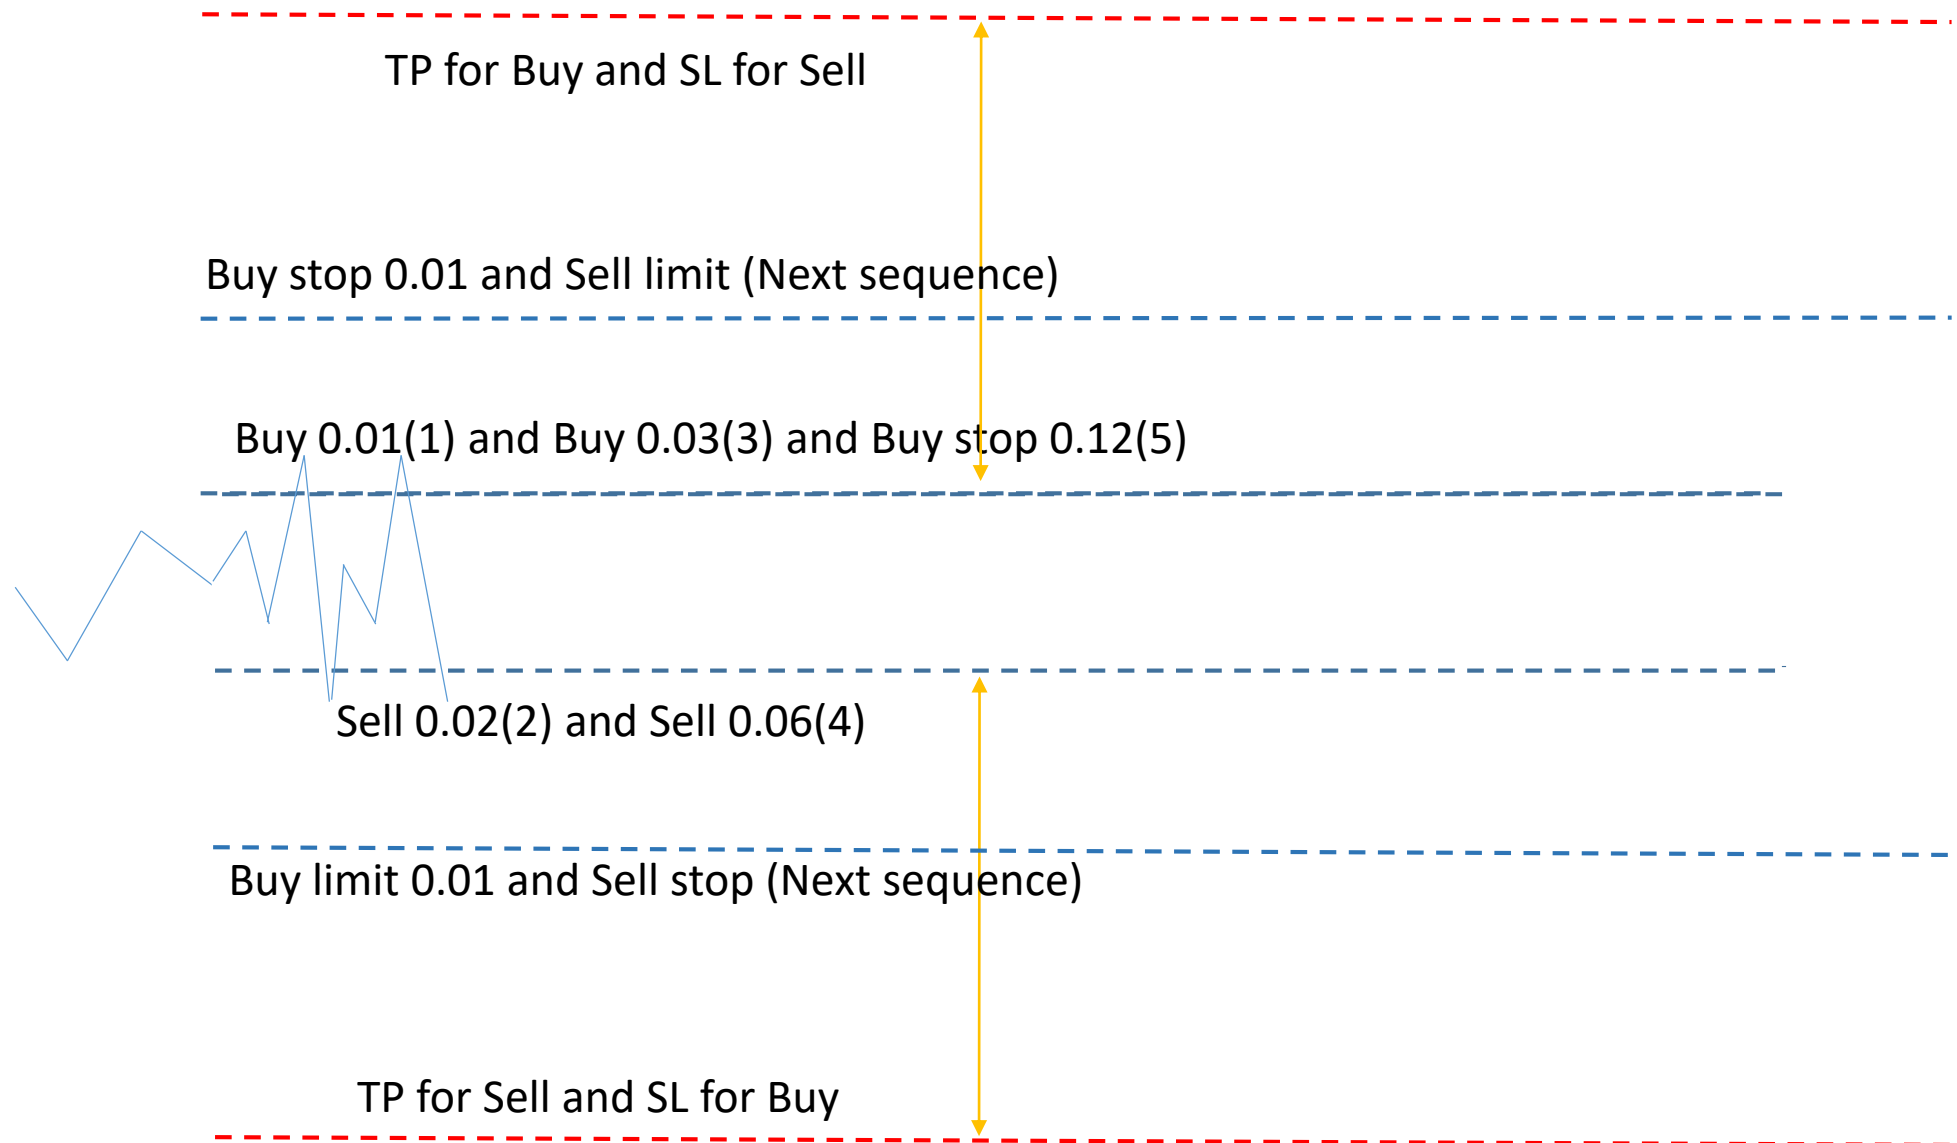 TP for Buy and SL for Sell
Buy stop 0.01 and Sell limit (Next sequence)
Buy 0.01(1) and Buy 0.03(3) and Buy stop 0.12(5)
Sell 0.02(2) and Sell 0.06(4)
Buy limit 0.01 and Sell stop (Next sequence)
TP for Sell and SL for Buy